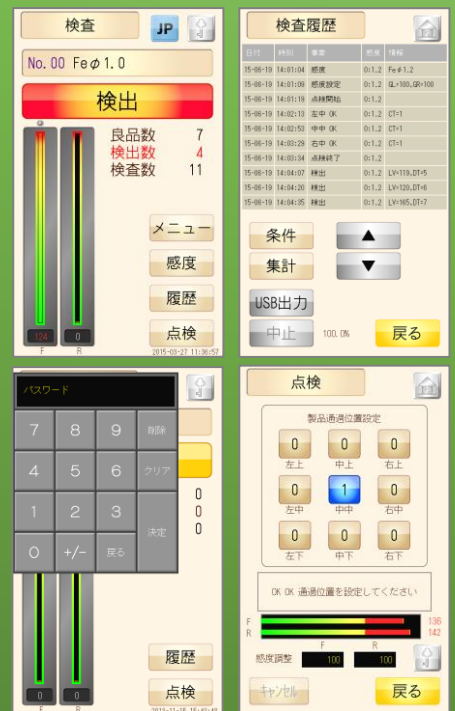 検査
JP
No.00 Feφ1.0
検出
良品数 7
検出数 4
検査数 11
メニュー
感度
履歴
点検
124 0
F R
2015-03-27 11:36:57
検査履歴
日付 時刻 事象 感度 情報
15-06-19 14:01:04 感度 0:1.2 Feφ1.2
15-06-19 14:01:09 感度設定 0:1.2 GL=100,GR=100
15-06-19 14:01:19 点検開始 0:1.2
15-06-19 14:02:13 左中 OK 0:1.2 CT=1
15-06-19 14:02:53 中中 OK 0:1.2 CT=1
15-06-19 14:03:29 右中 OK 0:1.2 CT=1
15-06-19 14:03:34 点検終了 0:1.2
15-06-19 14:04:07 検出 0:1.2 LV=119,DT=5
15-06-19 14:04:20 検出 0:1.2 LV=120,DT=6
15-06-19 14:04:35 検出 0:1.2 LV=165,DT=7
条件 ▲
集計 ▼
USB出力
中止 100.0% 戻る
パスワード
7 8 9 削除
4 5 6 クリア
1 2 3
0 +/- 戻る 決定
0
0
0
履歴
点検
0 0
F R
点検
製品通過位置設定
0 0 0
左上 中上 右上
0 1 0
左中 中中 右中
0 0 0
左下 中下 右下
OK OK 通過位置を設定してください
F 136
R 142
F R
感度調整 100 100
キャンセル 戻る